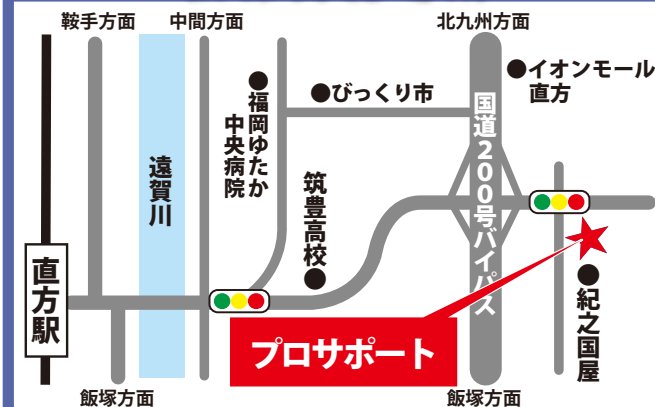 鞍手方面
中間方面
北九州方面
●イオンモール
直方
●びっくり市
●福岡ゆたか
中央病院
国道200号バイパス
遠賀川
筑豊高校●
直方駅
プロサポート
●紀之国屋
飯塚方面
飯塚方面